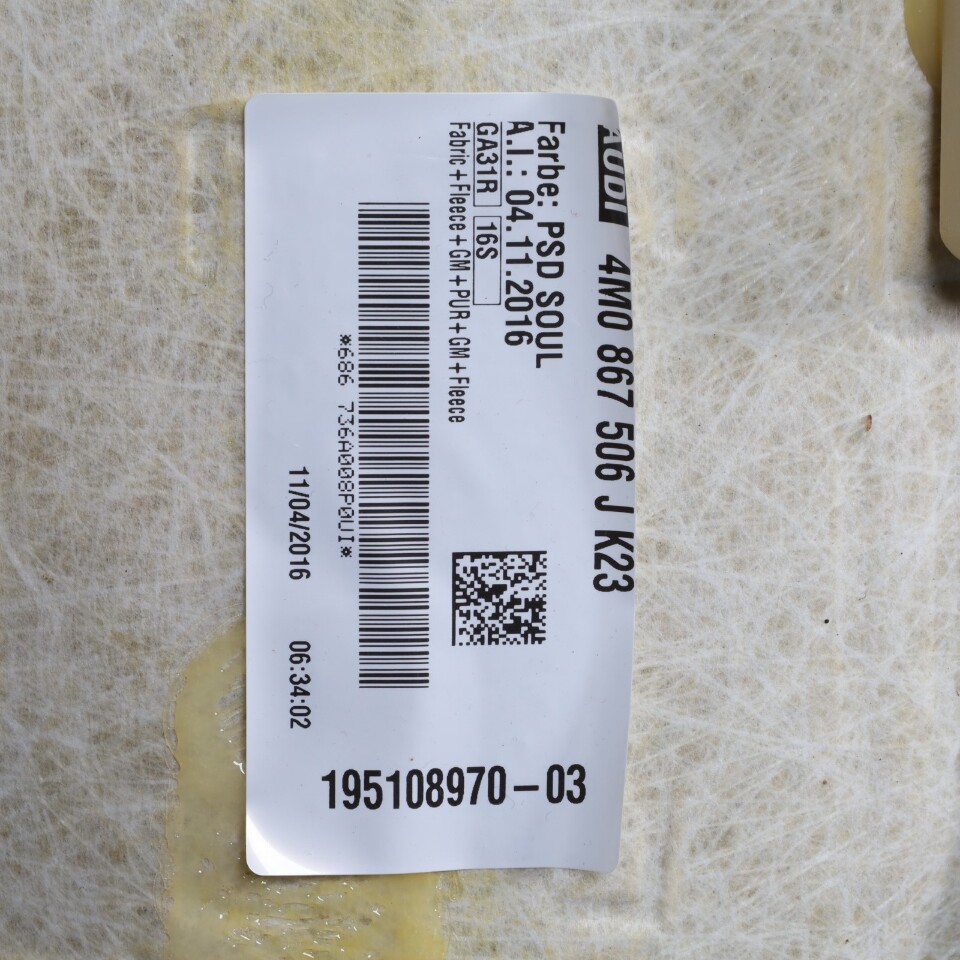 AUDI 4M0 867 506 J K23
Farbe: PSD SOUL
A.I.: 04.11.2016
GA31R 16S
Fabric+Fleece+GM+PUR+GM+Fleece
*686 736A008P0UI*
11/04/2016 06:34:02
195108970-03